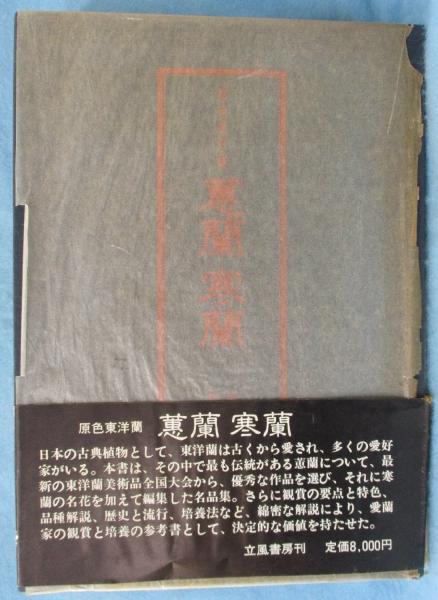 蕙蘭 寒蘭
原色東洋蘭 蕙蘭 寒蘭
日本の古典植物として、東洋蘭は古くから愛され、多くの愛好
家がいる。本書は、その中で最も伝統がある蕙蘭について、最
新の東洋蘭美術品全国大会から、優秀な作品を選び、それに寒
蘭の名花を加えて編集した名品集。さらに観賞の要点と特色、
品種解説、歴史と流行、培養法など、綿密な解説により、愛蘭
家の観賞と培養の参考書として、決定的な価値を持たせた。
立風書房刊 定価8,000円